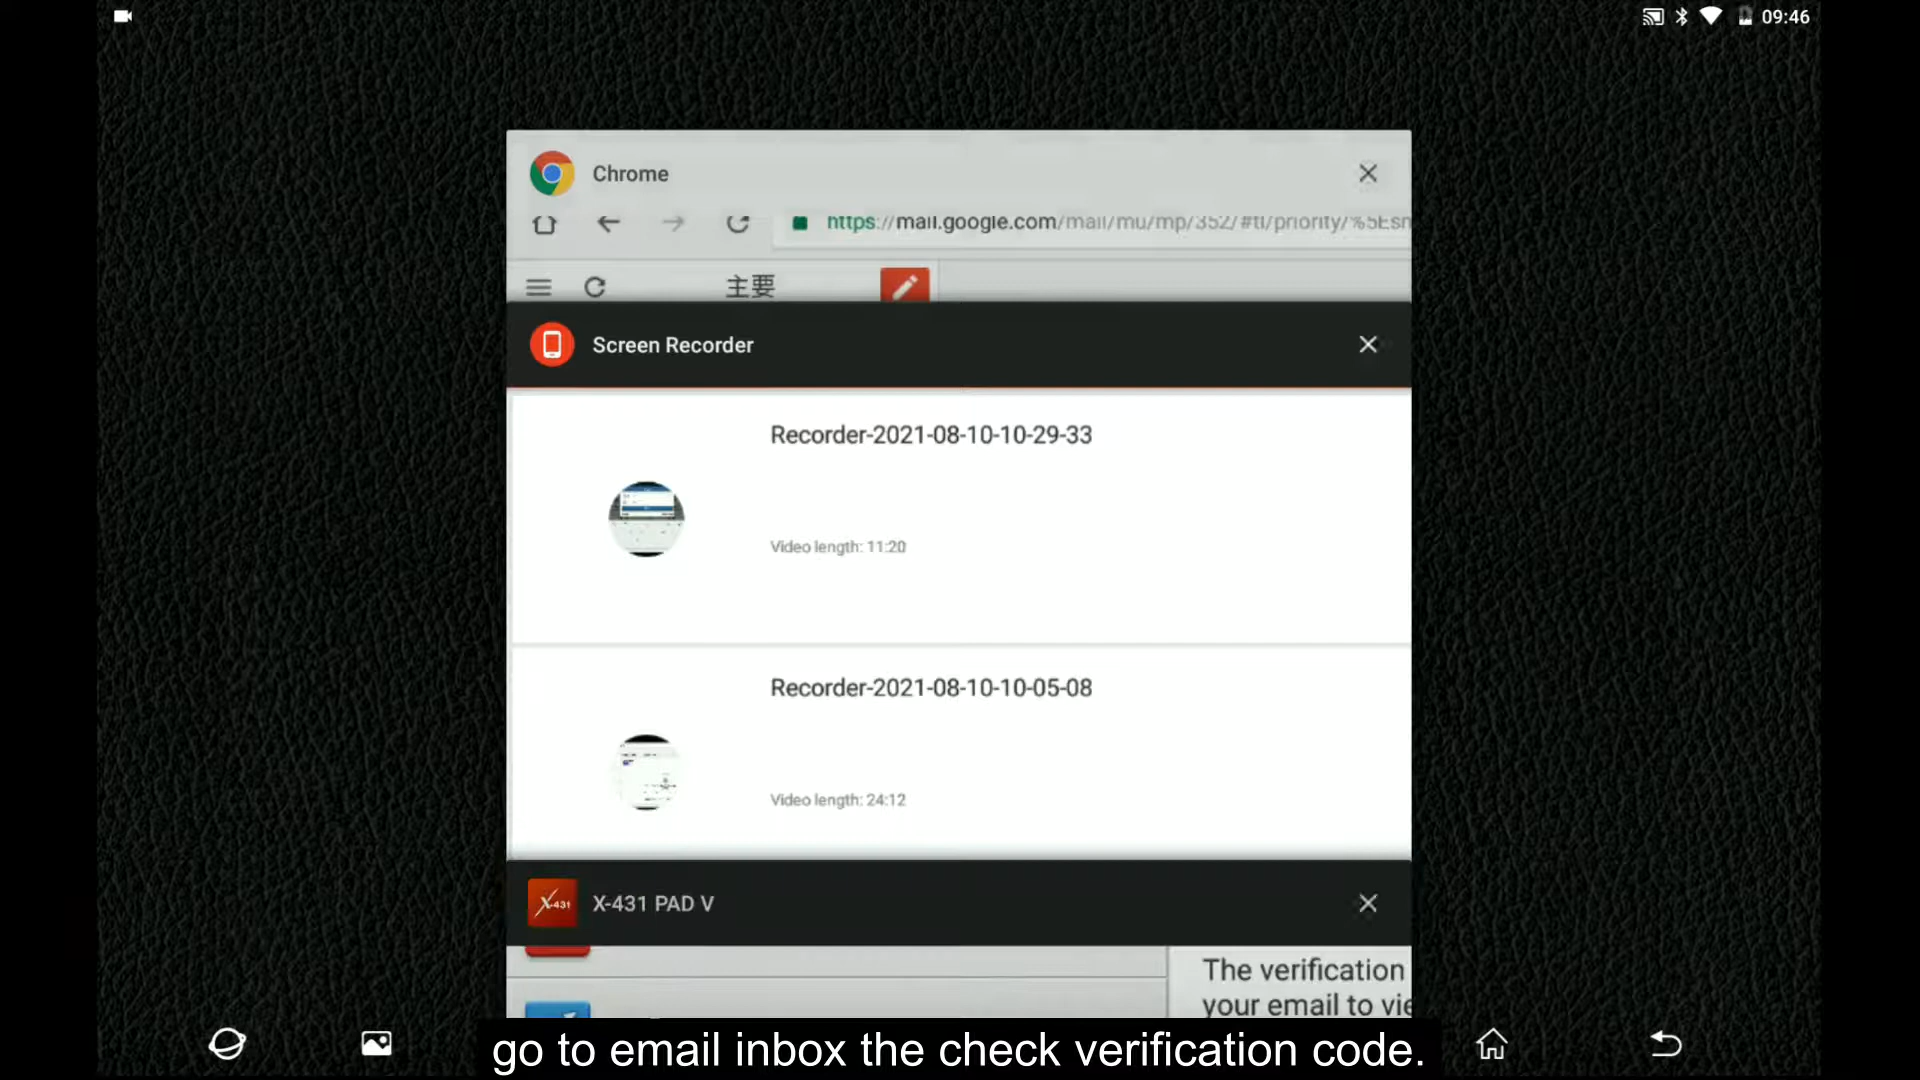 09:46
Chrome
https://mail.google.com/mail/mu/mp/352/#tl/priority/%5Esm
主要
Screen Recorder
Recorder-2021-08-10-10-29-33
Video length: 11:20
Recorder-2021-08-10-10-05-08
Video length: 24:12
X-431
X-431 PAD V
The verification
your email to vie
go to email inbox the check verification code.